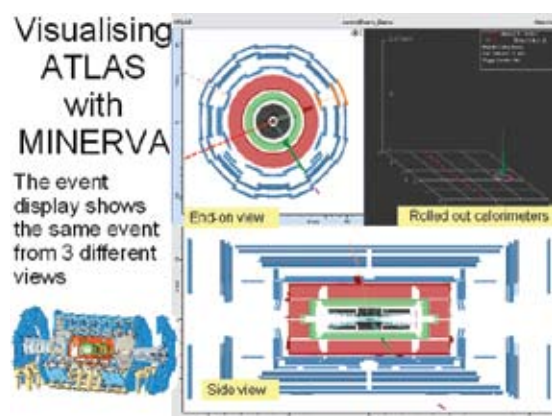 Visualising
ATLAS
with
MINERVA
The event
display shows
the same event
from 3 different
views
End-on view
Rolled out calorimeters
Side view